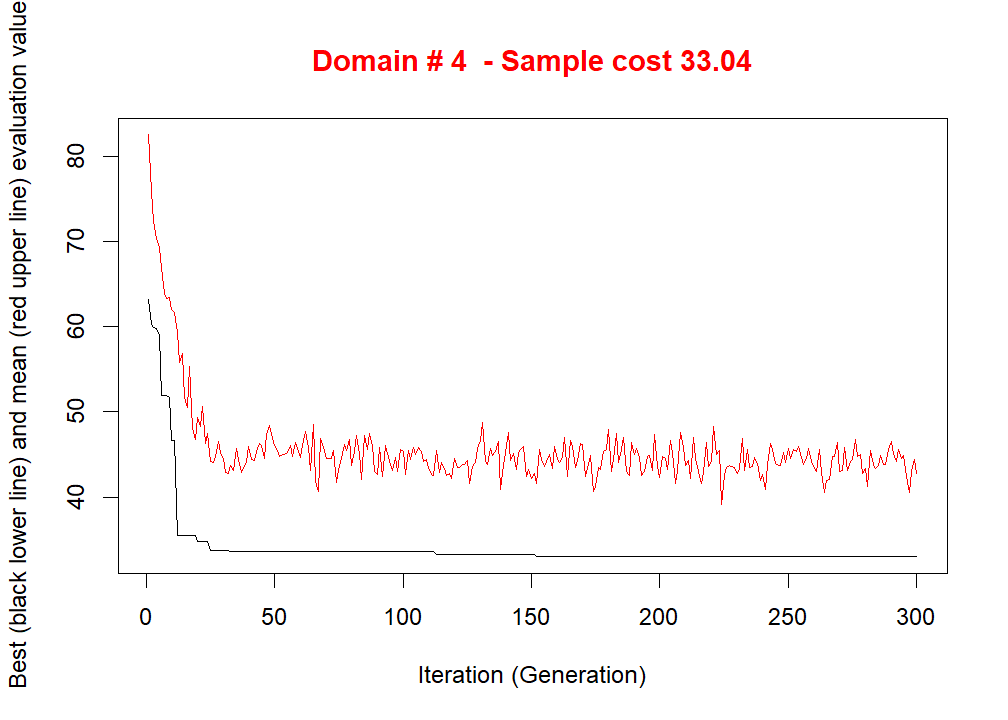 Domain # 4  - Sample cost 33.04
Best (black lower line) and mean (red upper line) evaluation value
80
70
60
50
40
0 50 100 150 200 250 300
Iteration (Generation)